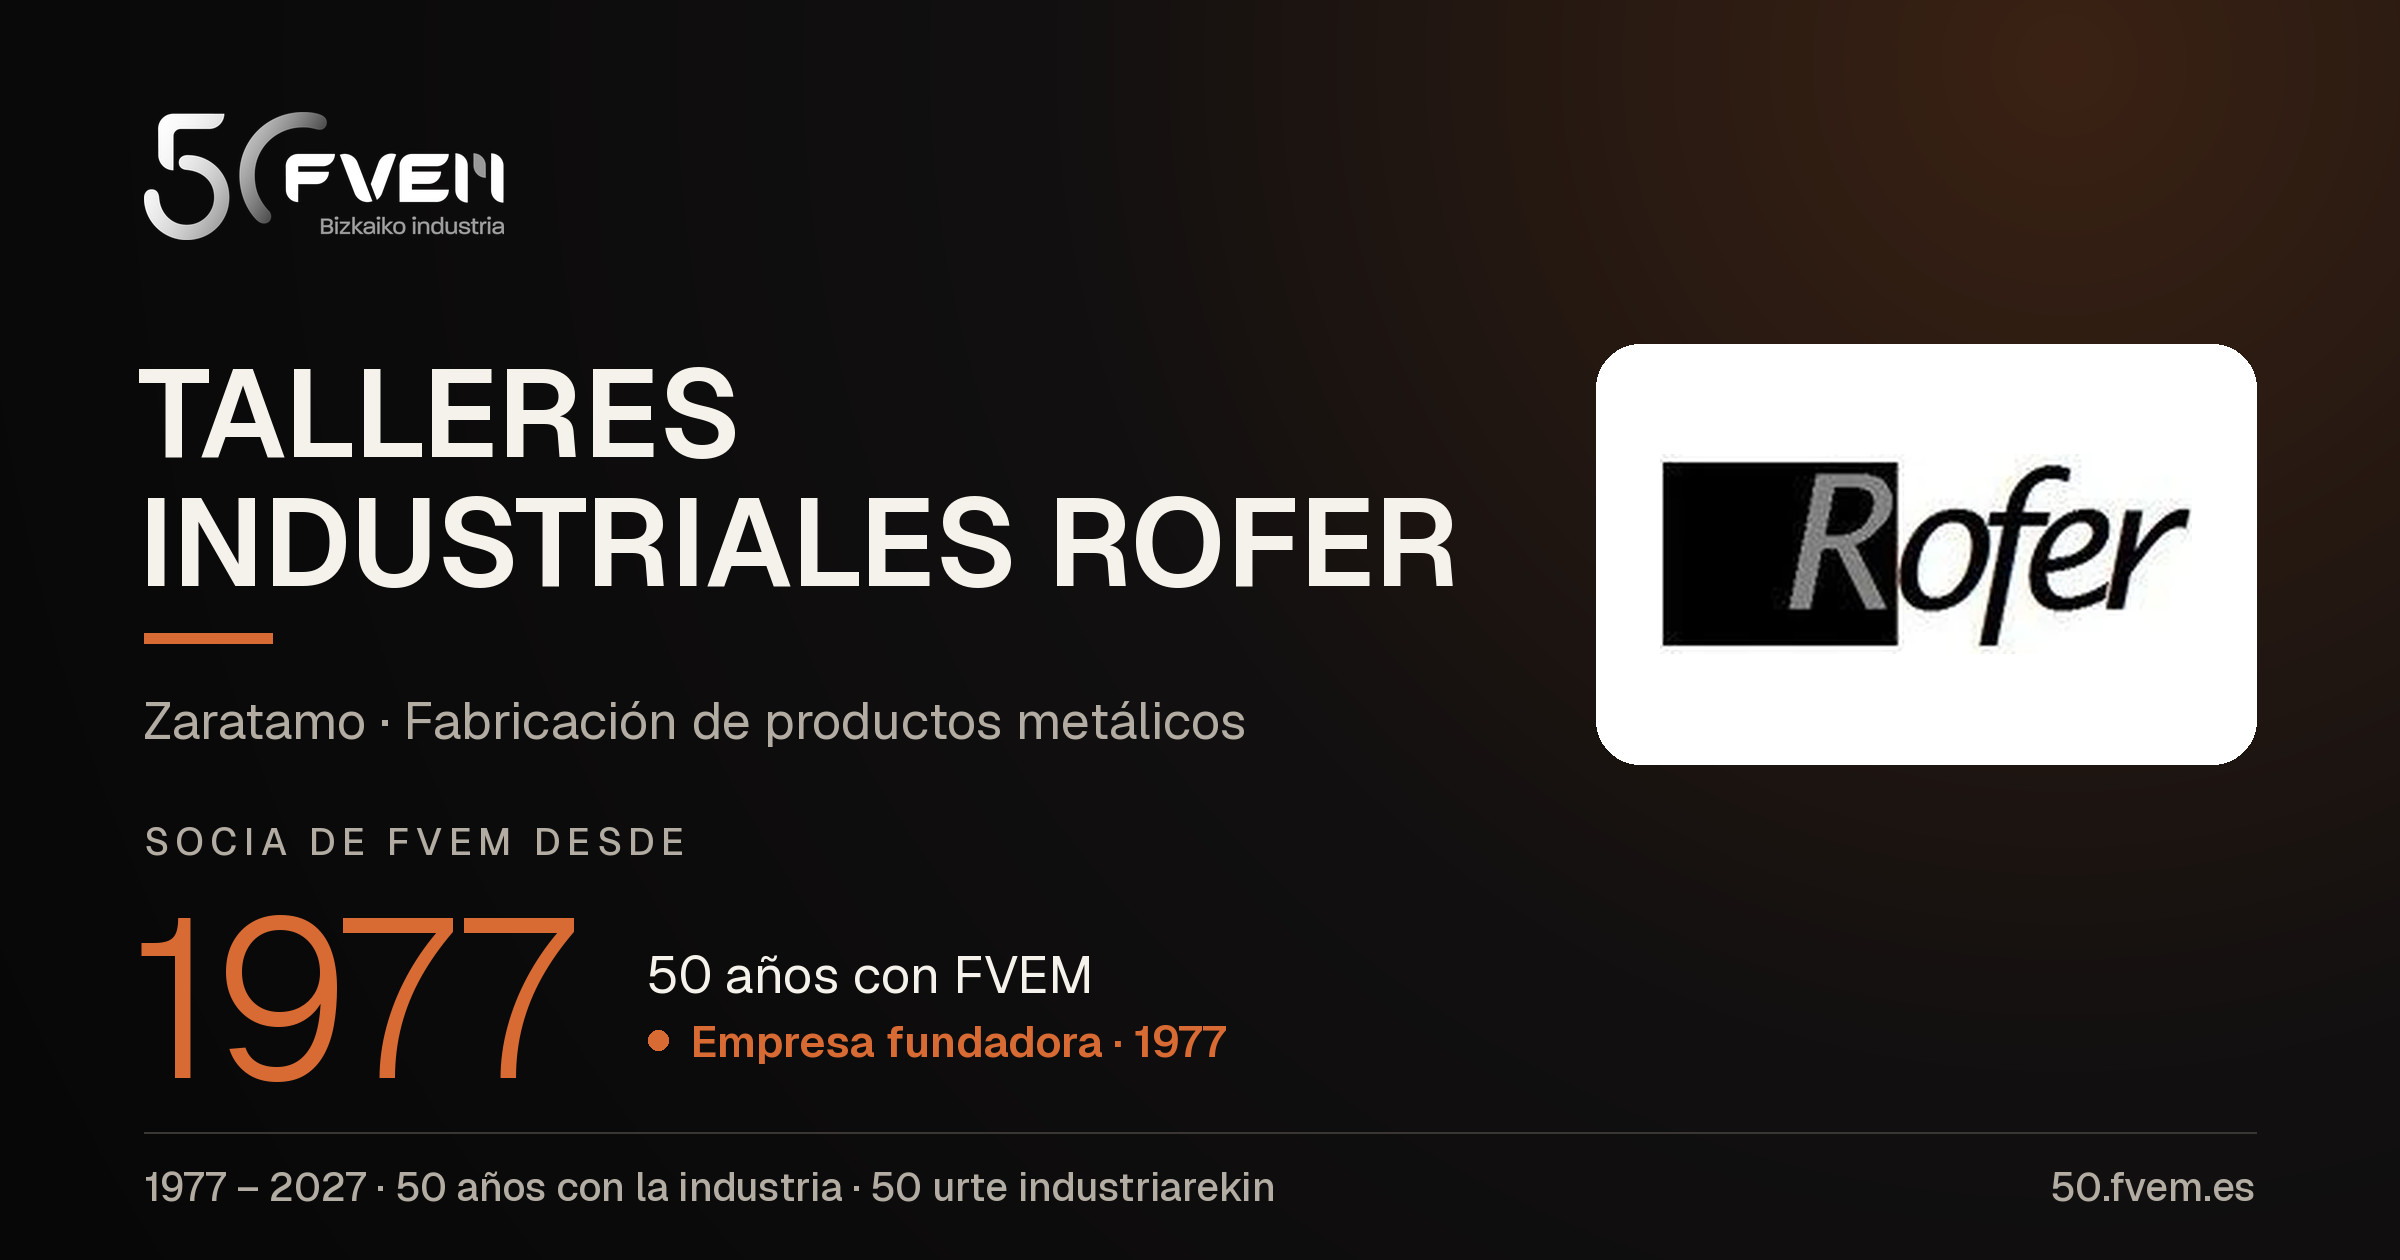 50 FVEM
Bizkaiko industria
TALLERES
INDUSTRIALES ROFER
Rofer
Zaratamo · Fabricación de productos metálicos
SOCIA DE FVEM DESDE
1977
50 años con FVEM
Empresa fundadora · 1977
1977 – 2027 · 50 años con la industria · 50 urte industriarekin
50.fvem.es